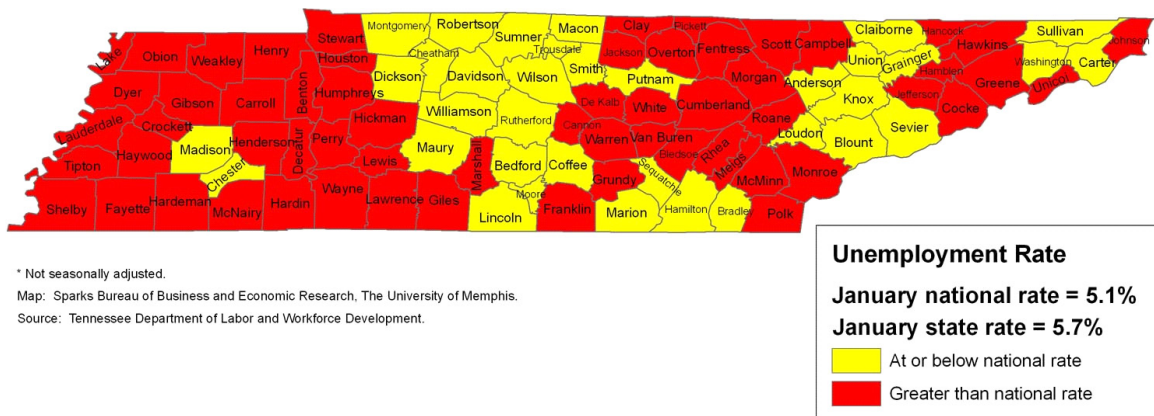 Lake
Obion
Weakley
Henry
Stewart
Houston
Montgomery
Robertson
Sumner
Macon
Trousdale
Clay
Pickett
Jackson
Overton
Fentress
Scott
Campbell
Claiborne
Hancock
Hawkins
Sullivan
Johnson
Dyer
Gibson
Carroll
Benton
Humphreys
Dickson
Cheatham
Davidson
Wilson
Smith
Putnam
Morgan
Anderson
Union
Grainger
Hamblen
Greene
Washington
Carter
Unicoi
Lauderdale
Crockett
Haywood
Madison
Henderson
Decatur
Perry
Hickman
Williamson
Rutherford
De Kalb
Cannon
White
Cumberland
Roane
Knox
Jefferson
Cocke
Sevier
Tipton
Chester
Lewis
Maury
Marshall
Bedford
Coffee
Warren
Van Buren
Bledsoe
Rhea
Meigs
Loudon
Blount
Monroe
McMinn
Shelby
Fayette
Hardeman
McNairy
Hardin
Wayne
Lawrence
Giles
Lincoln
Moore
Franklin
Grundy
Sequatchie
Marion
Hamilton
Bradley
Polk
* Not seasonally adjusted.
Map: Sparks Bureau of Business and Economic Research, The University of Memphis.
Source: Tennessee Department of Labor and Workforce Development.
Unemployment Rate
January national rate = 5.1%
January state rate = 5.7%
At or below national rate
Greater than national rate